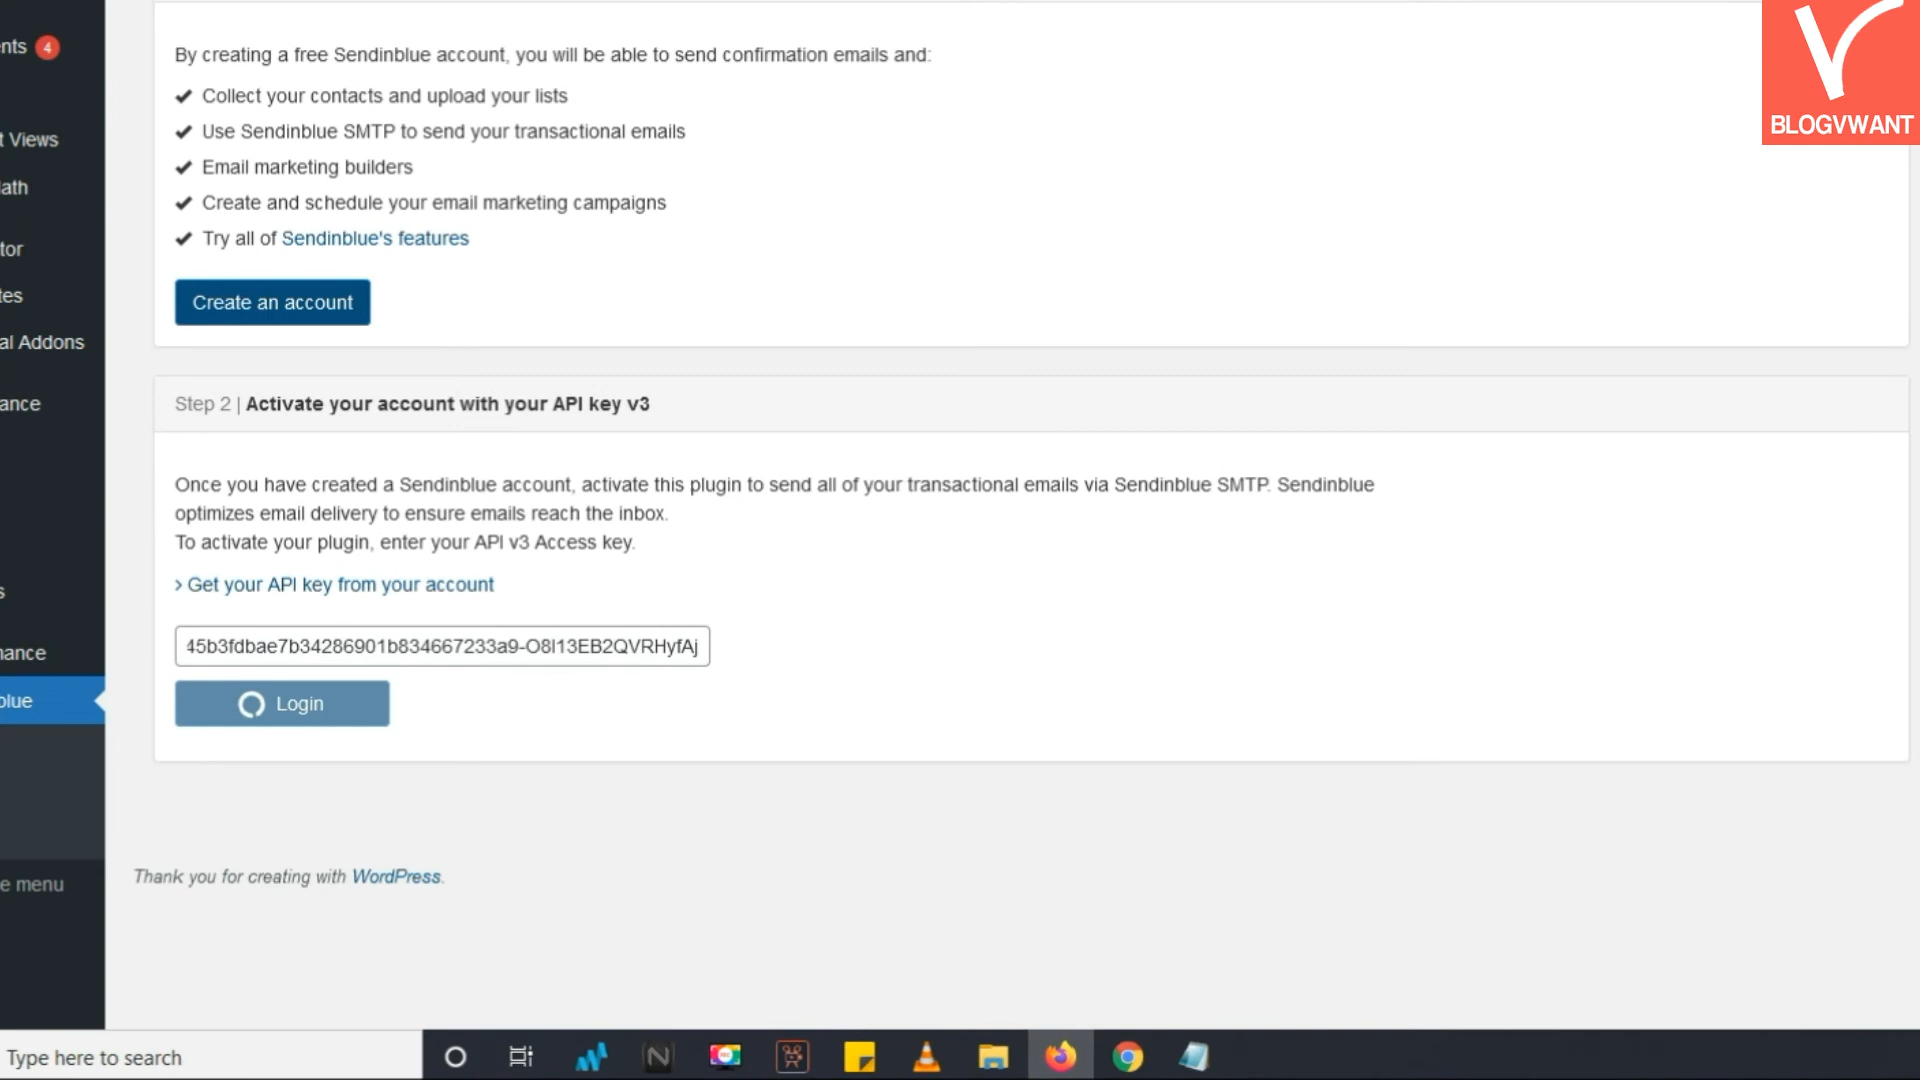 nts 4
t Views
ath
tor
tes
al Addons
ance
s
nance
blue
e menu
By creating a free Sendinblue account, you will be able to send confirmation emails and:
Collect your contacts and upload your lists
Use Sendinblue SMTP to send your transactional emails
Email marketing builders
Create and schedule your email marketing campaigns
Try all of Sendinblue's features
Create an account
Step 2 | Activate your account with your API key v3
Once you have created a Sendinblue account, activate this plugin to send all of your transactional emails via Sendinblue SMTP. Sendinblue
optimizes email delivery to ensure emails reach the inbox.
To activate your plugin, enter your API v3 Access key.
> Get your API key from your account
45b3fdbae7b34286901b834667233a9-O8I13EB2QVRHyfAj
Login
Thank you for creating with WordPress.
BLOGVWANT
Type here to search